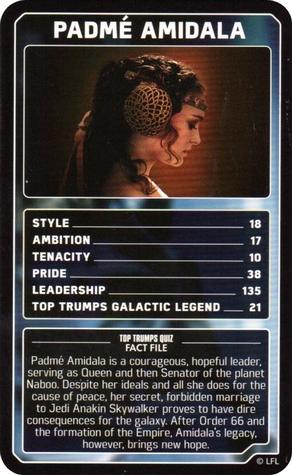 PADMÉ AMIDALA
STYLE 18
AMBITION 17
TENACITY 10
PRIDE 38
LEADERSHIP 135
TOP TRUMPS GALACTIC LEGEND 21
TOP TRUMPS QUIZ
FACT FILE
Padmé Amidala is a courageous, hopeful leader,
serving as Queen and then Senator of the planet
Naboo. Despite her ideals and all she does for the
cause of peace, her secret, forbidden marriage
to Jedi Anakin Skywalker proves to have dire
consequences for the galaxy. After Order 66 and
the formation of the Empire, Amidala's legacy,
however, brings new hope.
© LFL